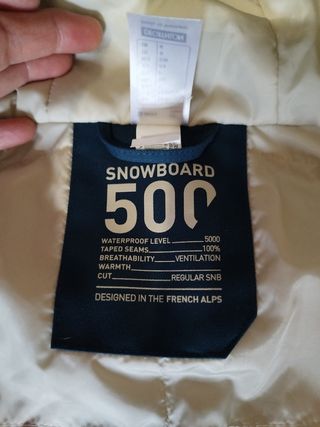 SNOWBOARD
500
WATERPROOF LEVEL 5000
TAPED SEAMS 100%
BREATHABILITY VENTILATION
WARMTH
CUT REGULAR SNB
DESIGNED IN THE FRENCH ALPS